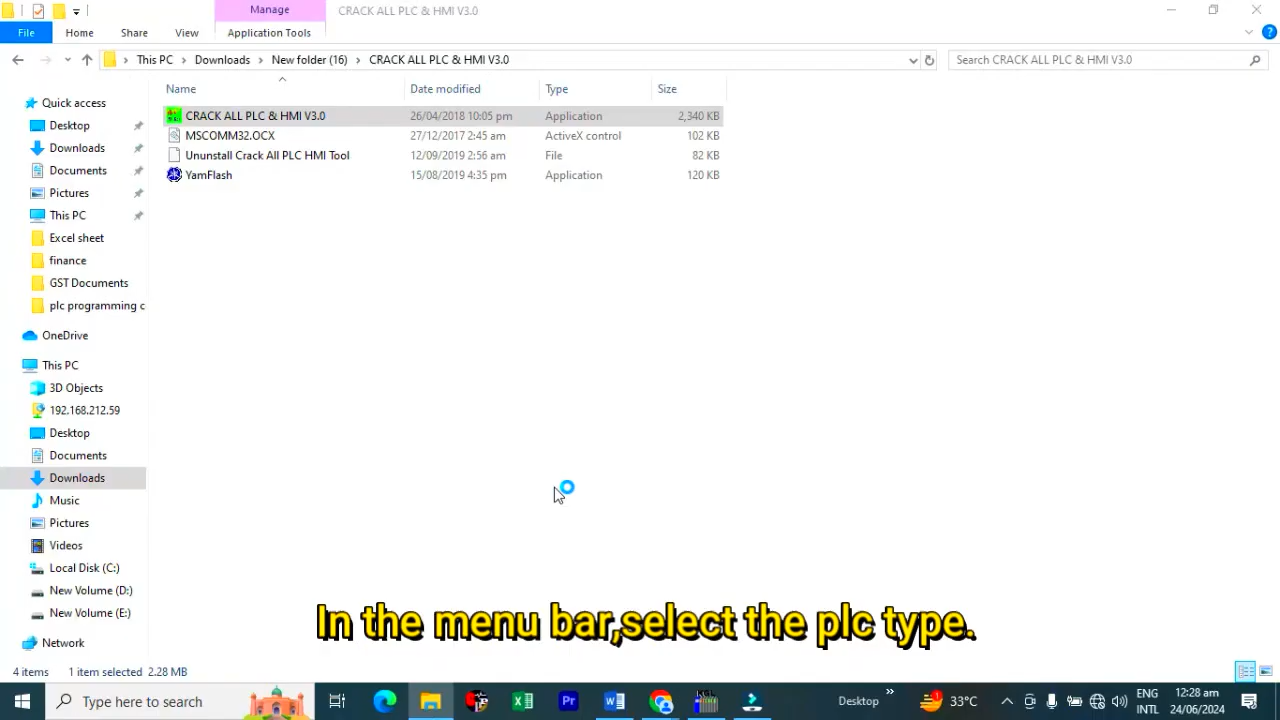 Manage
CRACK ALL PLC & HMI V3.0
File
Home
Share
View
Application Tools
?
This PC
Downloads
New folder (16)
CRACK ALL PLC & HMI V3.0
Search CRACK ALL PLC & HMI V3.0
Name
Date modified
Type
Size
CRACK ALL PLC & HMI V3.0 26/04/2018 10:05 pm Application 2,340 KB
MSCOMM32.OCX 27/12/2017 2:45 am ActiveX control 102 KB
Ununstall Crack All PLC HMI Tool 12/09/2019 2:56 am File 82 KB
YamFlash 15/08/2019 4:35 pm Application 120 KB
Quick access
Desktop
Downloads
Documents
Pictures
This PC
Excel sheet
finance
GST Documents
plc programming c
OneDrive
This PC
3D Objects
192.168.212.59
Desktop
Documents
Downloads
Music
Pictures
Videos
Local Disk (C:)
New Volume (D:)
New Volume (E:)
Network
In the menu bar,select the plc type.
4 items
1 item selected 2.28 MB
Type here to search
Pr
KGL
Desktop
33°C
ENG
INTL
12:28 am
24/06/2024